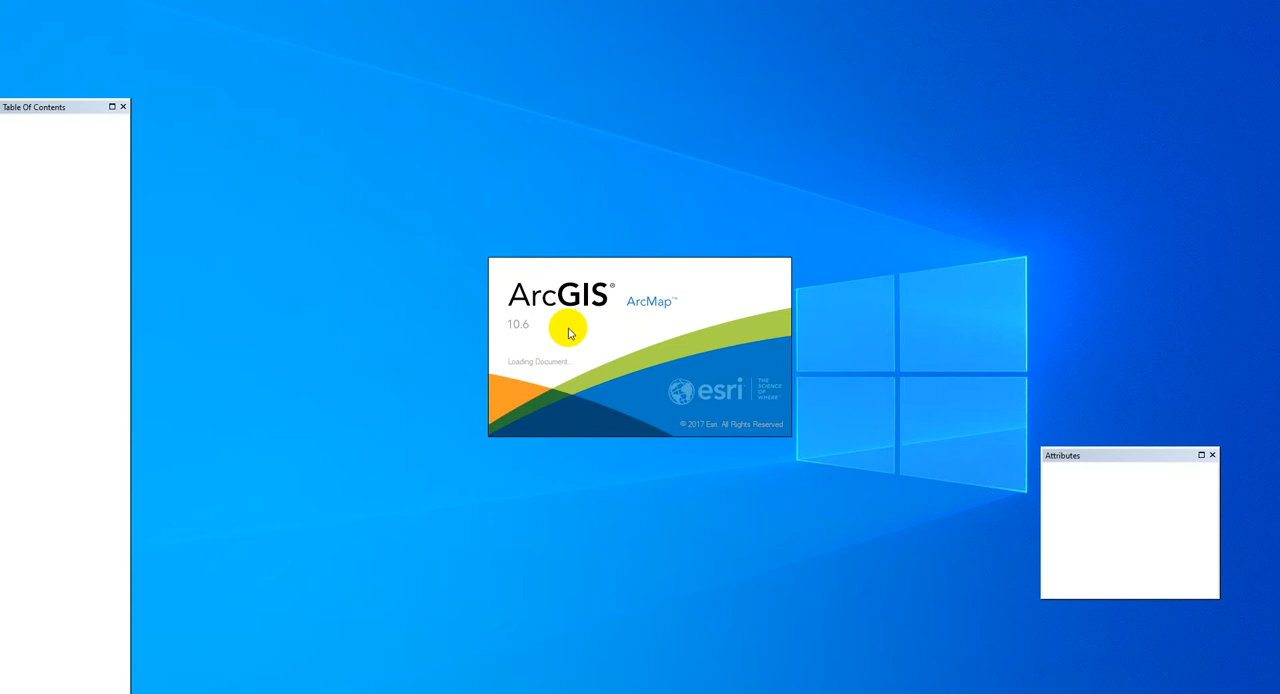 Table Of Contents
ArcGIS® ArcMap™
10.6
Loading Document...
esri
THE
SCIENCE
OF
WHERE™
© 2017 Esri. All Rights Reserved
Attributes